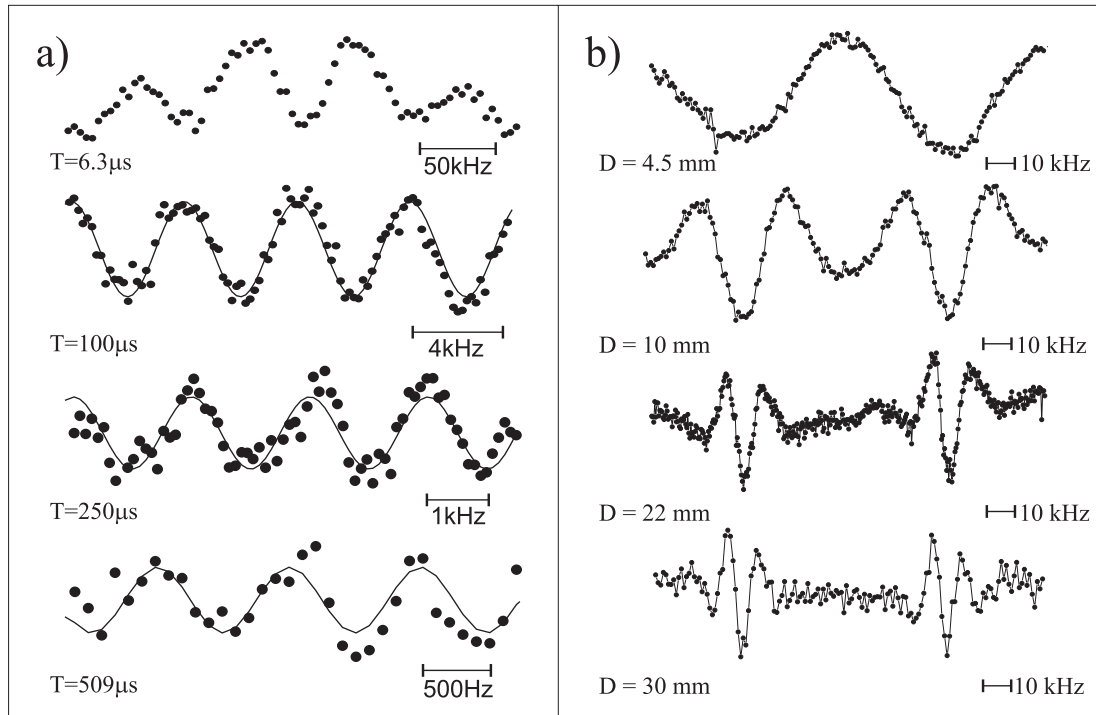 a)
T=6.3μs
50kHz
T=100μs
4kHz
T=250μs
1kHz
T=509μs
500Hz
b)
D = 4.5 mm
10 kHz
D = 10 mm
10 kHz
D = 22 mm
10 kHz
D = 30 mm
10 kHz